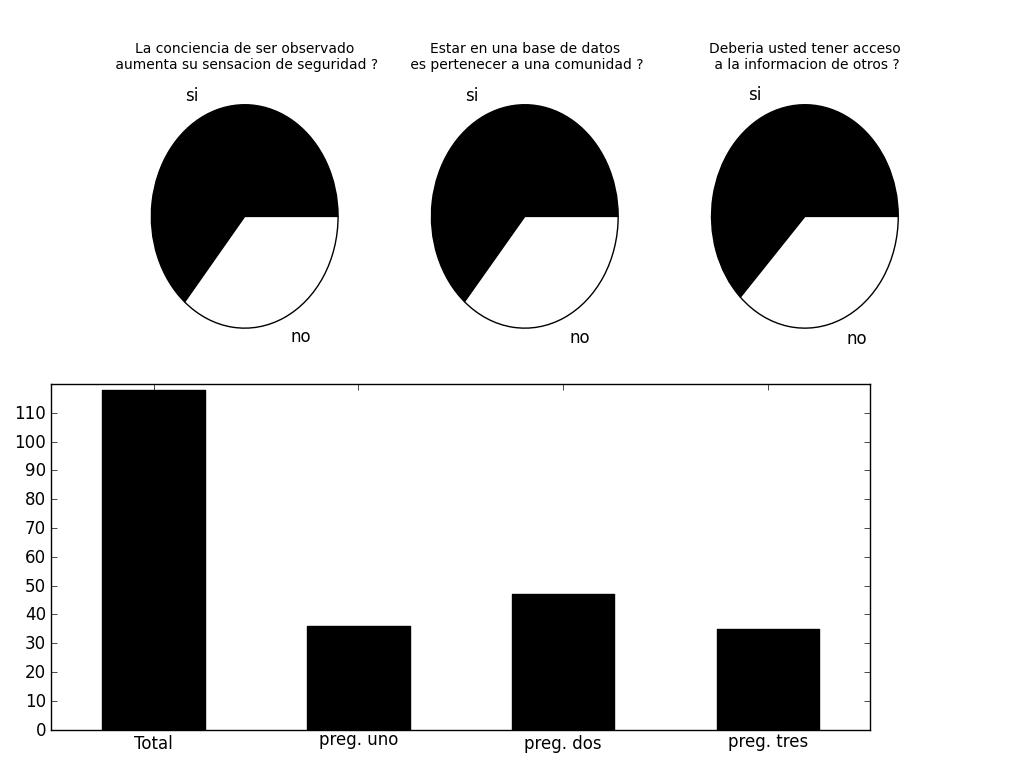 La conciencia de ser observado
aumenta su sensacion de seguridad ?
Estar en una base de datos
es pertenecer a una comunidad ?
Deberia usted tener acceso
a la informacion de otros ?
si
si
si
no
no
no
110
100
90
80
70
60
50
40
30
20
10
0
Total
preg. uno
preg. dos
preg. tres